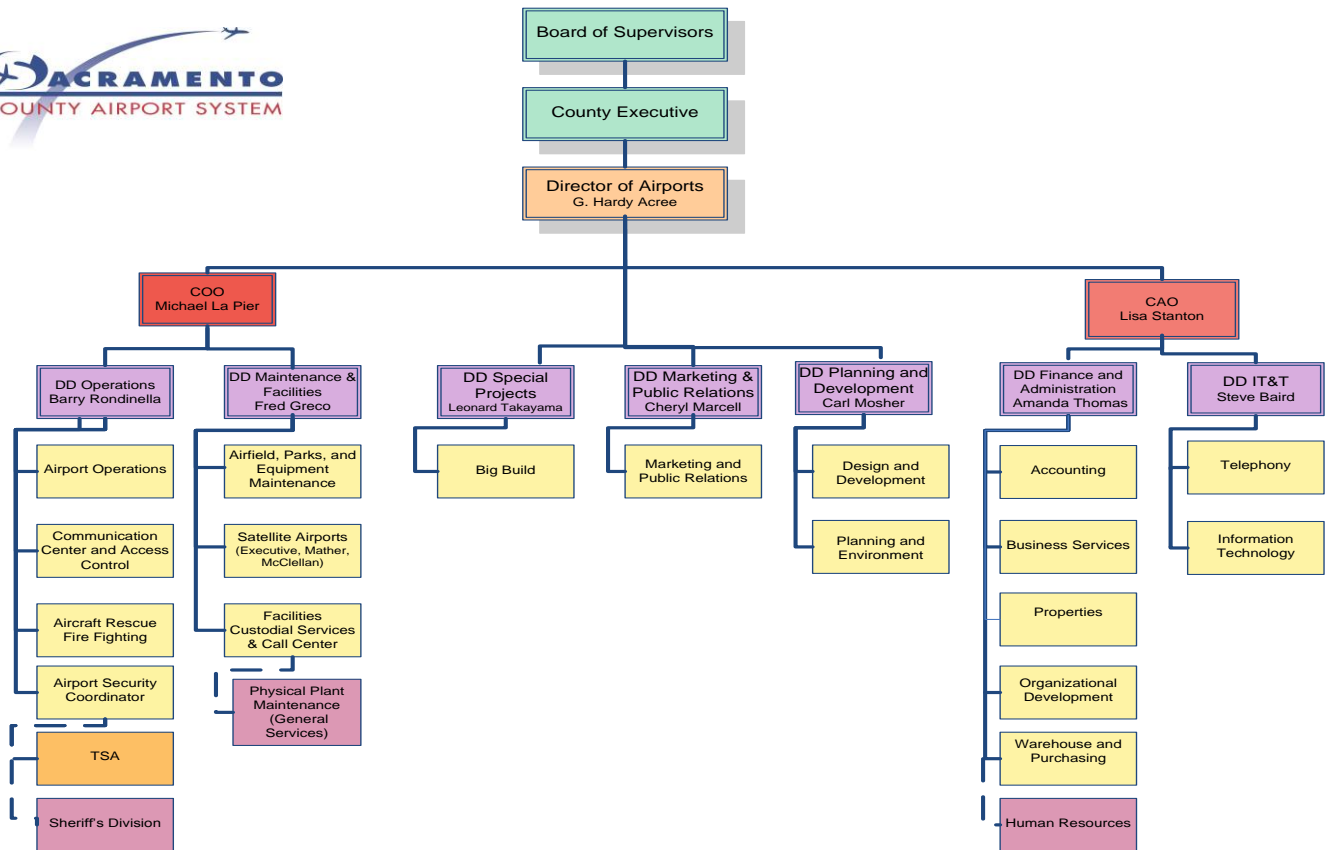 ACRAMENTO
OUNTY AIRPORT SYSTEM
Board of Supervisors
County Executive
Director of Airports
G. Hardy Acree
COO
Michael La Pier
CAO
Lisa Stanton
DD Operations
Barry Rondinella
DD Maintenance &
Facilities
Fred Greco
DD Special
Projects
Leonard Takayama
DD Marketing &
Public Relations
Cheryl Marcell
DD Planning and
Development
Carl Mosher
DD Finance and
Administration
Amanda Thomas
DD IT&T
Steve Baird
Airport Operations
Communication
Center and Access
Control
Aircraft Rescue
Fire Fighting
Airport Security
Coordinator
TSA
Sheriff's Division
Airfield, Parks, and
Equipment
Maintenance
Satellite Airports
(Executive, Mather,
McClellan)
Facilities
Custodial Services
& Call Center
Physical Plant
Maintenance
(General
Services)
Big Build
Marketing and
Public Relations
Design and
Development
Planning and
Environment
Accounting
Business Services
Properties
Organizational
Development
Warehouse and
Purchasing
Human Resources
Telephony
Information
Technology